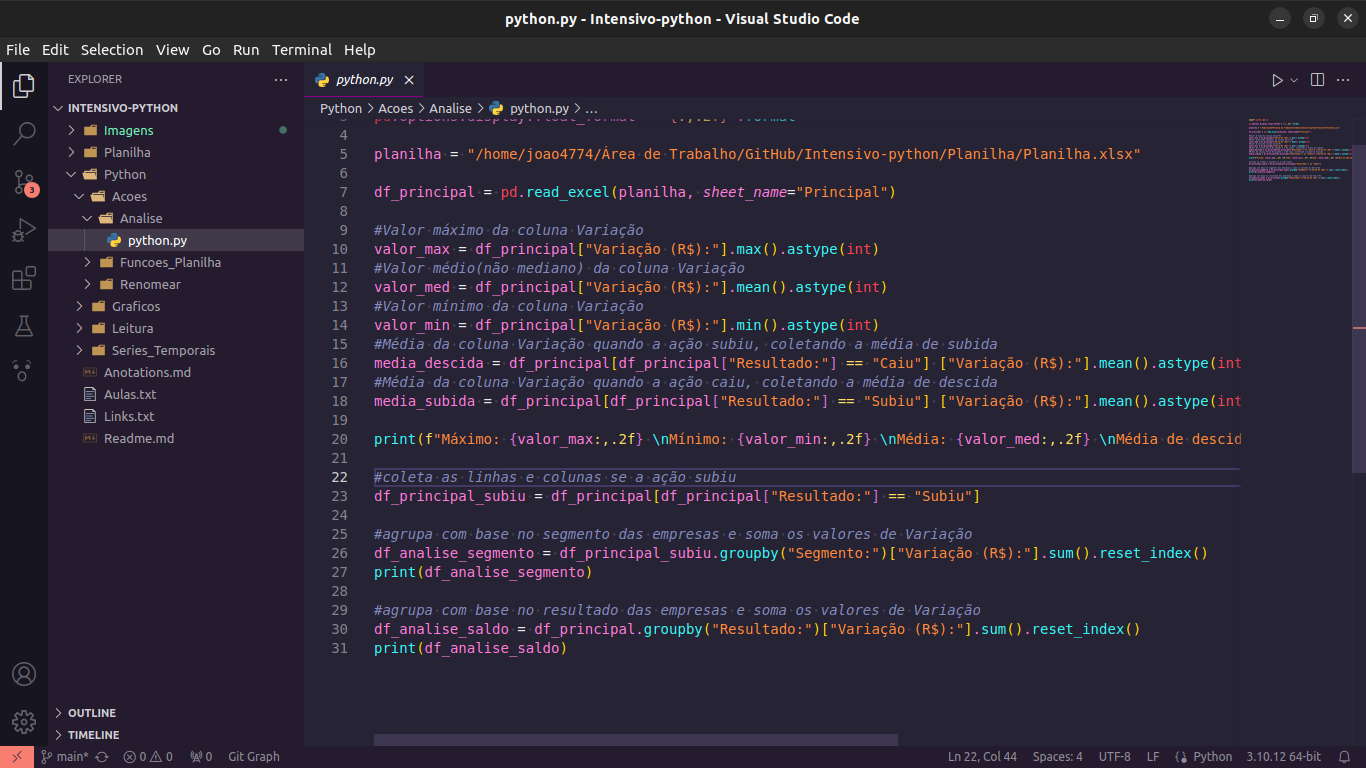 python.py - Intensivo-python - Visual Studio Code
File Edit Selection View Go Run Terminal Help
EXPLORER
INTENSIVO-PYTHON
Imagens
Planilha
Python
Acoes
Analise
python.py
Funcoes_Planilha
Renomear
Graficos
Leitura
Series_Temporais
Anotations.md
Aulas.txt
Links.txt
Readme.md
OUTLINE
TIMELINE
3
python.py
Python > Acoes > Analise > python.py > ...
4
5 planilha = "/home/joao4774/Área de Trabalho/GitHub/Intensivo-python/Planilha/Planilha.xlsx"
6
7 df_principal = pd.read_excel(planilha, sheet_name="Principal")
8
9 #Valor máximo da coluna Variação
10 valor_max = df_principal["Variação (R$):"].max().astype(int)
11 #Valor médio(não mediano) da coluna Variação
12 valor_med = df_principal["Variação (R$):"].mean().astype(int)
13 #Valor mínimo da coluna Variação
14 valor_min = df_principal["Variação (R$):"].min().astype(int)
15 #Média da coluna Variação quando a ação subiu, coletando a média de subida
16 media_descida = df_principal[df_principal["Resultado:"] == "Caiu"] ["Variação (R$):"].mean().astype(int
17 #Média da coluna Variação quando a ação caiu, coletando a média de descida
18 media_subida = df_principal[df_principal["Resultado:"] == "Subiu"] ["Variação (R$):"].mean().astype(int
19
20 print(f"Máximo: {valor_max:,.2f} \nMínimo: {valor_min:,.2f} \nMédia: {valor_med:,.2f} \nMédia de descid
21
22 #coleta as linhas e colunas se a ação subiu
23 df_principal_subiu = df_principal[df_principal["Resultado:"] == "Subiu"]
24
25 #agrupa com base no segmento das empresas e soma os valores de Variação
26 df_analise_segmento = df_principal_subiu.groupby("Segmento:")["Variação (R$):"].sum().reset_index()
27 print(df_analise_segmento)
28
29 #agrupa com base no resultado das empresas e soma os valores de Variação
30 df_analise_saldo = df_principal.groupby("Resultado:")["Variação (R$):"].sum().reset_index()
31 print(df_analise_saldo)
main* 0 0 0 Git Graph Ln 22, Col 44 Spaces: 4 UTF-8 LF Python 3.10.12 64-bit